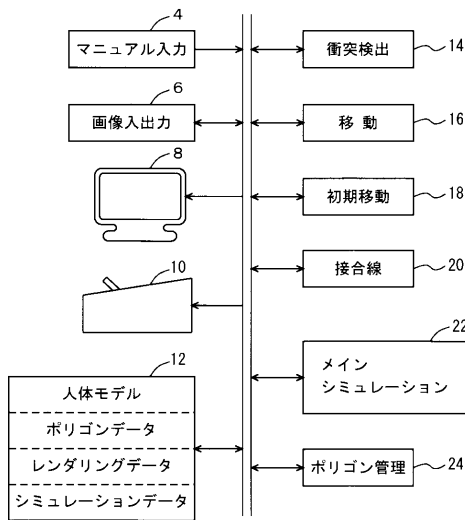 4
マニュアル入力
6
画像入出力
8
10
12
人体モデル
ポリゴンデータ
レンダリングデータ
シミュレーションデータ
衝突検出
14
移 動
16
初期移動
18
接合線
20
22
メイン
シミュレーション
ポリゴン管理
24